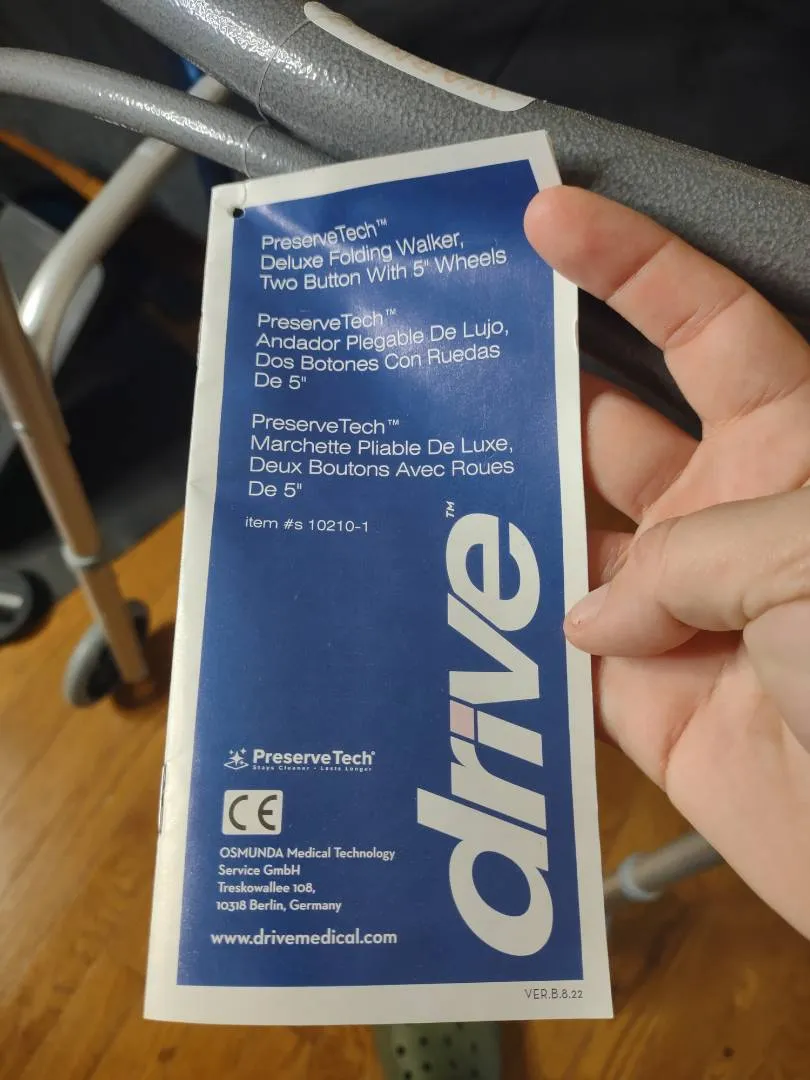 PreserveTech™
Deluxe Folding Walker,
Two Button With 5" Wheels
PreserveTech™
Andador Plegable De Lujo,
Dos Botones Con Ruedas
De 5"
PreserveTech™
Marchette Pliable De Luxe,
Deux Boutons Avec Roues
De 5"
item #s 10210-1
drive™
PreserveTech®
Stays Cleaner - Lasts Longer
CE
OSMUNDA Medical Technology
Service GmbH
Treskowallee 108,
10318 Berlin, Germany
www.drivemedical.com
VER.B.8.22